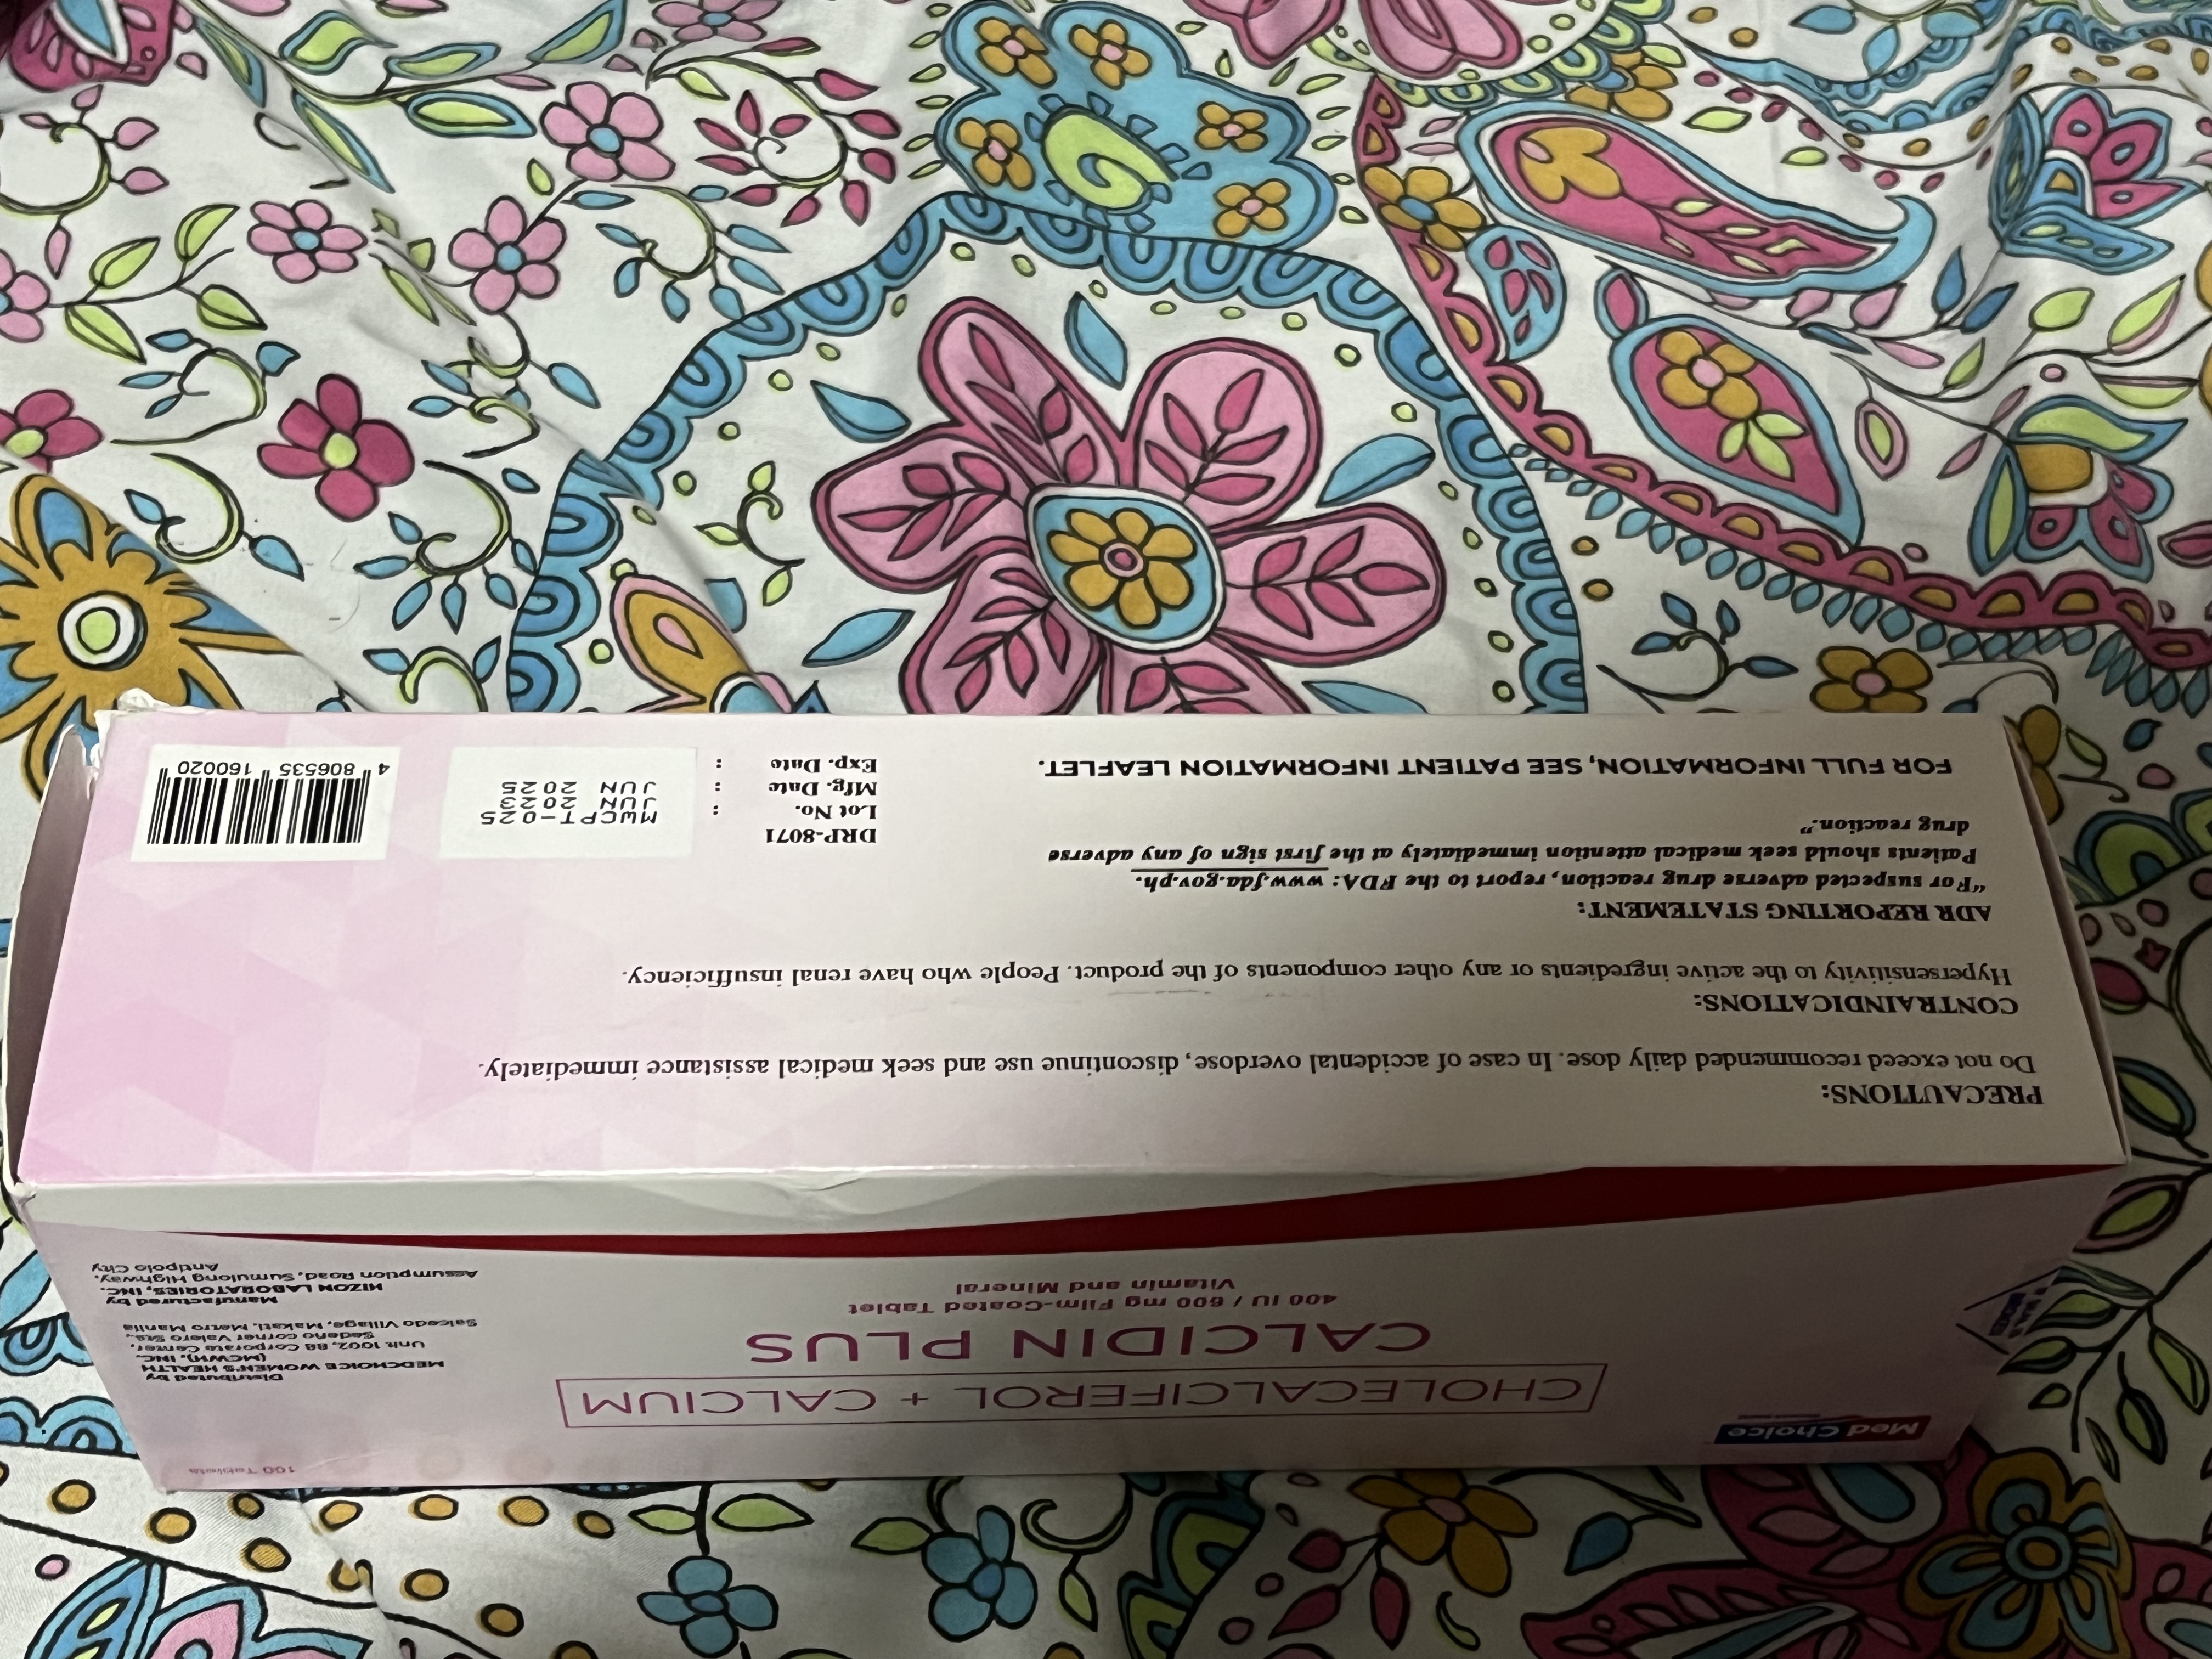 PRECAUTIONS:
Do not exceed recommended daily dose. In case of accidental overdose, discontinue use and seek medical assistance immediately.
CONTRAINDICATIONS:
Hypersensitivity to the active ingredients or any other components of the product. People who have renal insufficiency.
ADR REPORTING STATEMENT:
"For suspected adverse drug reaction, report to the FDA: www.fda.gov.ph.
Patients should seek medical attention immediately at the first sign of any adverse
drug reaction."
FOR FULL INFORMATION, SEE PATIENT INFORMATION LEAFLET.
DRP-8071
Lot No. : MWCPT-025
Mfg. Date : JUN 2023
Exp. Date : JUN 2025
4 806535 160020
100 Tablets
Med Choice
CHOLECALCIFEROL + CALCIUM
CALCIDIN PLUS
400 IU / 600 mg Film-Coated Tablet
Vitamin and Mineral
Distributed by
MEDCHOICE WOMEN'S HEALTH
(MCWH), INC.
Unit 1002, 88 Corporate Center,
Sedeño corner Valero Sts.,
Salcedo Village, Makati, Metro Manila
Manufactured by
HIZON LABORATORIES, INC.
Assumption Road, Sumulong Highway,
Antipolo City